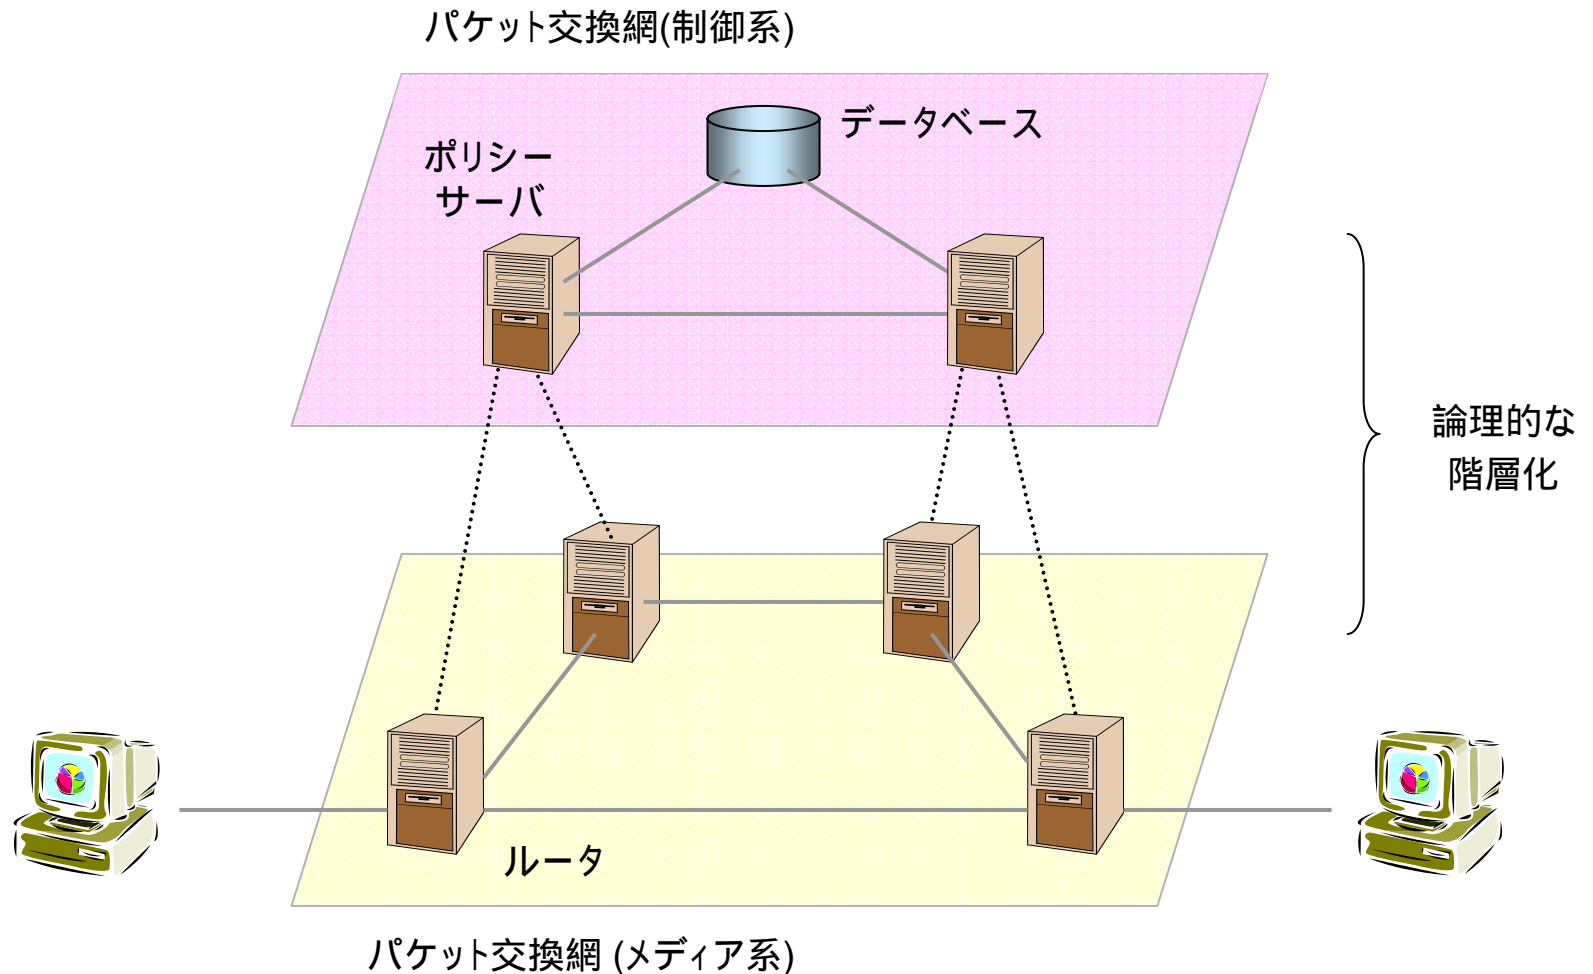 パケット交換網(制御系)
データベース
ポリシー
サーバ
論理的な
階層化
ルータ
パケット交換網 (メディア系)